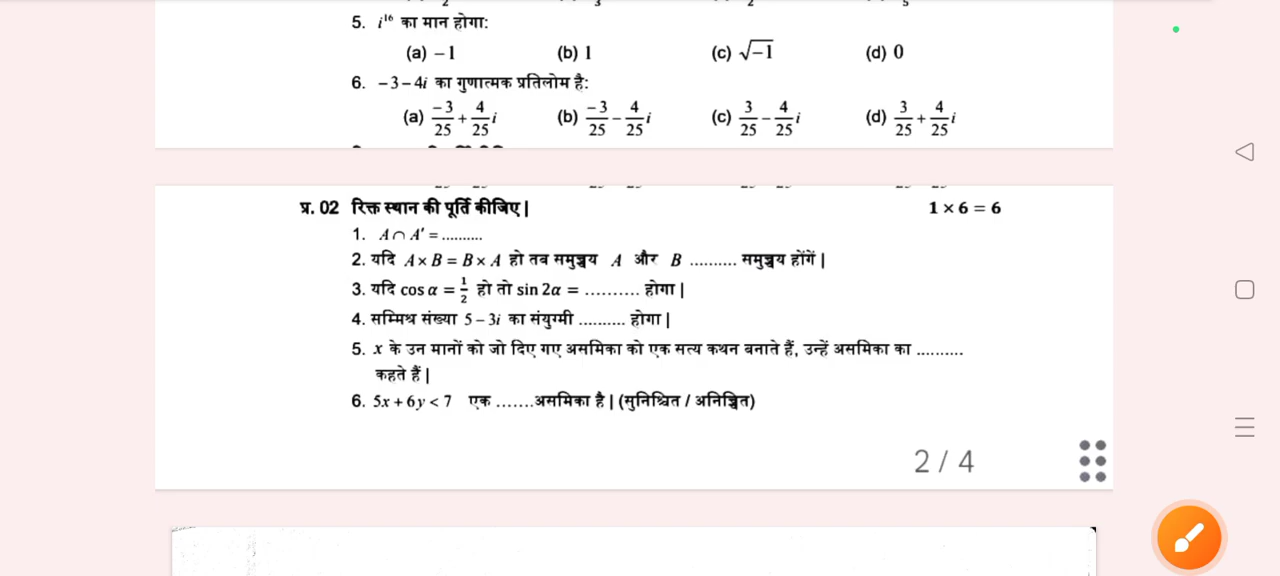 5. i¹⁶ का मान होगा:
(a) −1 (b) 1 (c) √−1 (d) 0
6. −3−4i का गुणात्मक प्रतिलोम है:
(a) −3/25 + 4/25 i (b) −3/25 − 4/25 i (c) 3/25 − 4/25 i (d) 3/25 + 4/25 i
प्र. 02 रिक्त स्थान की पूर्ति कीजिए | 1 × 6 = 6
1. A∩A′ = ..........
2. यदि A×B = B×A हो तब समुच्चय A और B .......... समुच्चय होंगें |
3. यदि cos α = 1/2 हो तो sin 2α = .......... होगा |
4. सम्मिश्र संख्या 5−3i का संयुग्मी .......... होगा |
5. x के उन मानों को जो दिए गए असमिका को एक सत्य कथन बनाते हैं, उन्हें असमिका का ..........
कहते हैं |
6. 5x + 6y < 7 एक .......असमिका है | (सुनिश्चित / अनिश्चित)
2 / 4